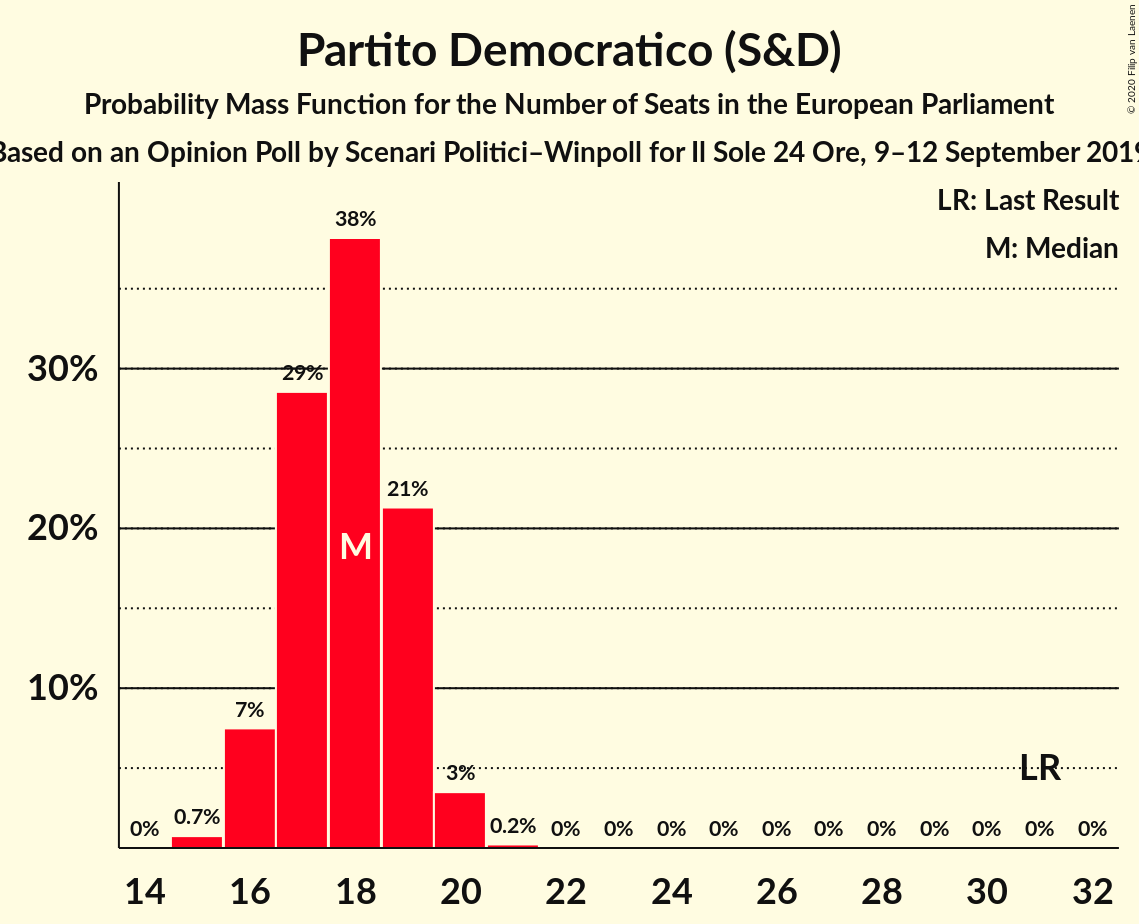 Partito Democratico (S&D)
Probability Mass Function for the Number of Seats in the European Parliament
Based on an Opinion Poll by Scenari Politici–Winpoll for Il Sole 24 Ore, 9–12 September 2019
© 2020 Filip van Laenen
LR: Last Result
M: Median
38%
30%
29%
21%
20%
M
10%
7%
LR
3%
0% 0.7% 0.2% 0% 0% 0% 0% 0% 0% 0% 0% 0% 0% 0%
14 16 18 20 22 24 26 28 30 32